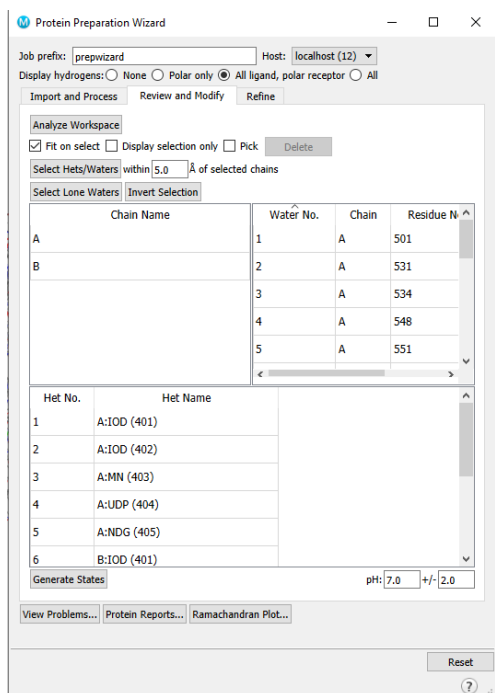 Protein Preparation Wizard
Job prefix: prepwizard Host: localhost (12)
Display hydrogens: None Polar only All ligand, polar receptor All
Import and Process Review and Modify Refine
Analyze Workspace
Fit on select Display selection only Pick Delete
Select Hets/Waters within 5.0 Å of selected chains
Select Lone Waters Invert Selection
Chain Name Water No. Chain Residue N
A 1 A 501
B 2 A 531
3 A 534
4 A 548
5 A 551
Het No. Het Name
1 A:IOD (401)
2 A:IOD (402)
3 A:MN (403)
4 A:UDP (404)
5 A:NDG (405)
6 B:IOD (401)
Generate States pH: 7.0 +/- 2.0
View Problems... Protein Reports... Ramachandran Plot...
Reset
?